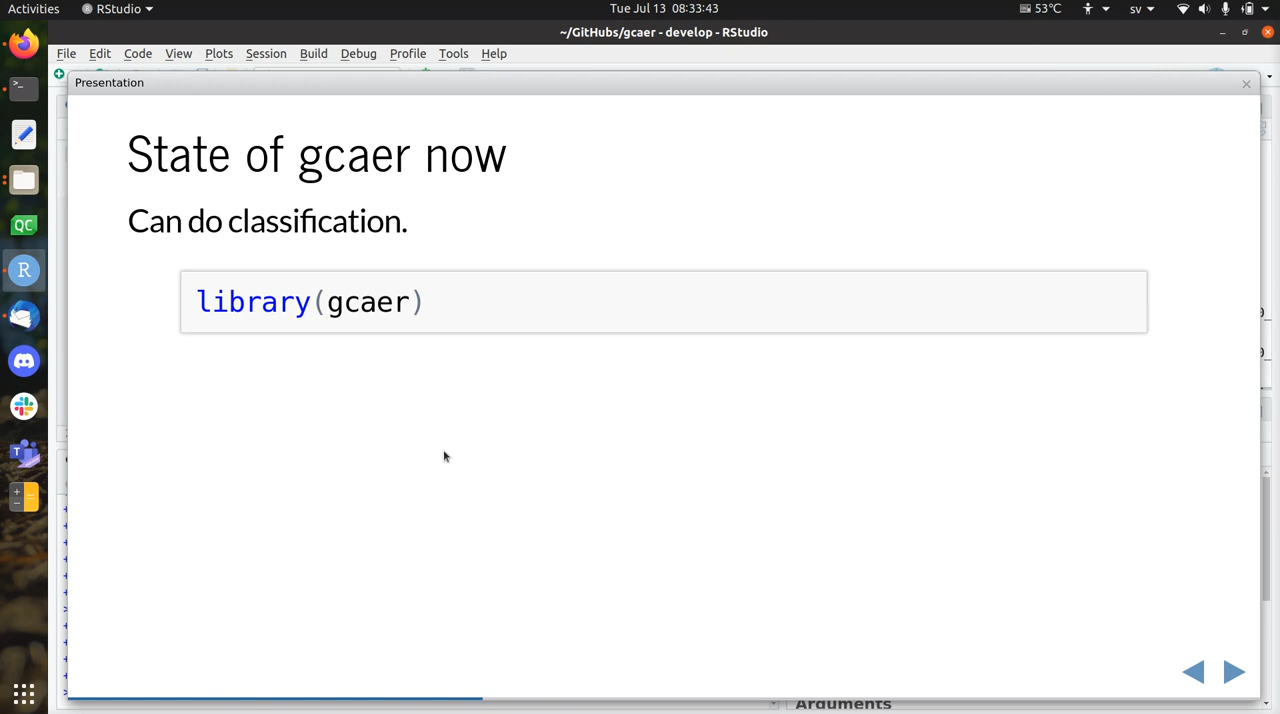 Activities RStudio Tue Jul 13 08:33:43 53°C sv
~/GitHubs/gcaer - develop - RStudio
File Edit Code View Plots Session Build Debug Profile Tools Help
Presentation
State of gcaer now
Can do classification.
library(gcaer)
QC
R
T
Arguments